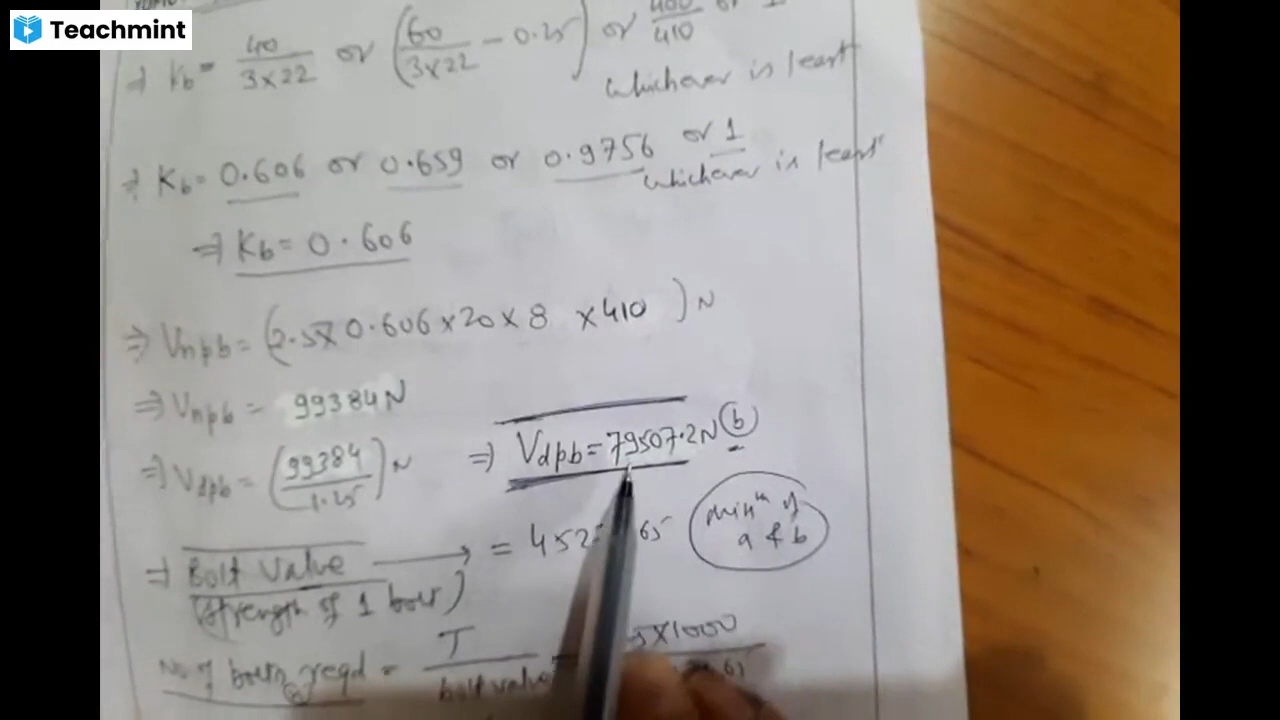 Teachmint
⇒ Kb = 40/3×22 or (60/3×22 - 0.25) or 400/410 or 1
whichever is least
⇒ Kb = 0.606 or 0.659 or 0.9756 or 1
whichever is least
⇒ Kb = 0.606
⇒ Vnpb = (2.5×0.606×20×8 ×410) N
⇒ Vnpb = 99384 N
⇒ Vdpb = (99384/1.25) N ⇒ Vdpb = 79507.2N (b)
⇒ Bolt Value → = 452 65 (minm of a & b)
(strength of 1 bolt)
No of bolts reqd = T/bolt value ×1000